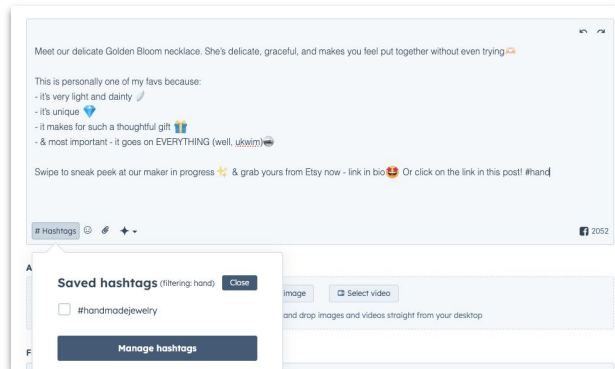 Meet our delicate Golden Bloom necklace. She's delicate, graceful, and makes you feel put together without even trying🫶🏻
This is personally one of my favs because:
- it's very light and dainty 🪶
- it's unique 💎
- it makes for such a thoughtful gift 🎁
- & most important - it goes on EVERYTHING (well, ukwim)
Swipe to sneak peek at our maker in progress ✨ & grab yours from Etsy now - link in bio🤩 Or click on the link in this post! #hand
# Hashtags
2052
A
Saved hashtags (filtering: hand) Close
image Select video
#handmadejewelry
and drop images and videos straight from your desktop
Manage hashtags
F